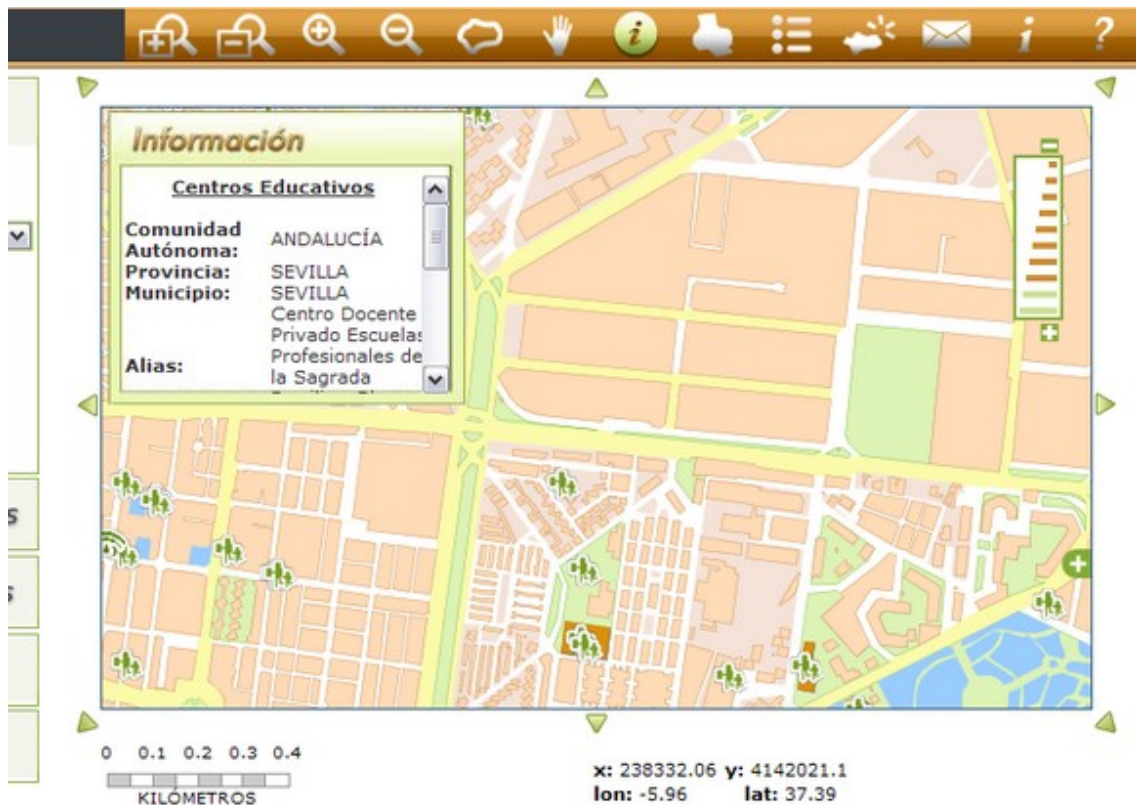 Información
Centros Educativos
Comunidad
Autónoma:
ANDALUCÍA
Provincia:
SEVILLA
Municipio:
SEVILLA
Alias:
Centro Docente
Privado Escuelas
Profesionales de
la Sagrada
0 0.1 0.2 0.3 0.4
KILÓMETROS
x: 238332.06 y: 4142021.1
lon: -5.96 lat: 37.39